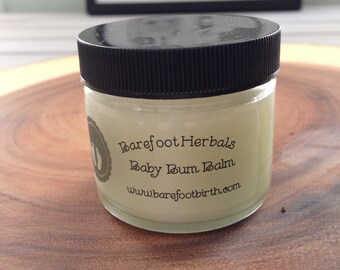 Barefoot Herbals
Baby Bum Balm
www.barefootbirth.com